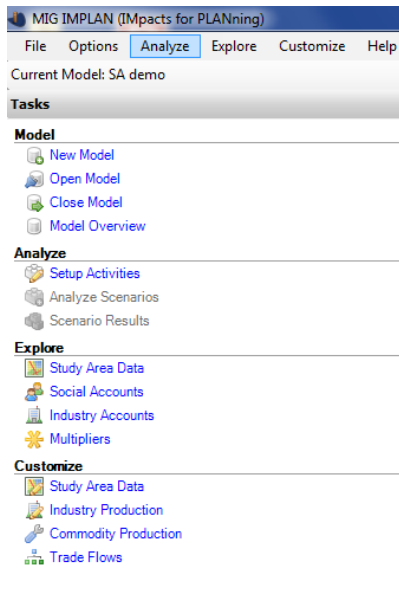 MIG IMPLAN (IMpacts for PLANning)
File Options Analyze Explore Customize Help
Current Model: SA demo
Tasks
Model
New Model
Open Model
Close Model
Model Overview
Analyze
Setup Activities
Analyze Scenarios
Scenario Results
Explore
Study Area Data
Social Accounts
Industry Accounts
Multipliers
Customize
Study Area Data
Industry Production
Commodity Production
Trade Flows